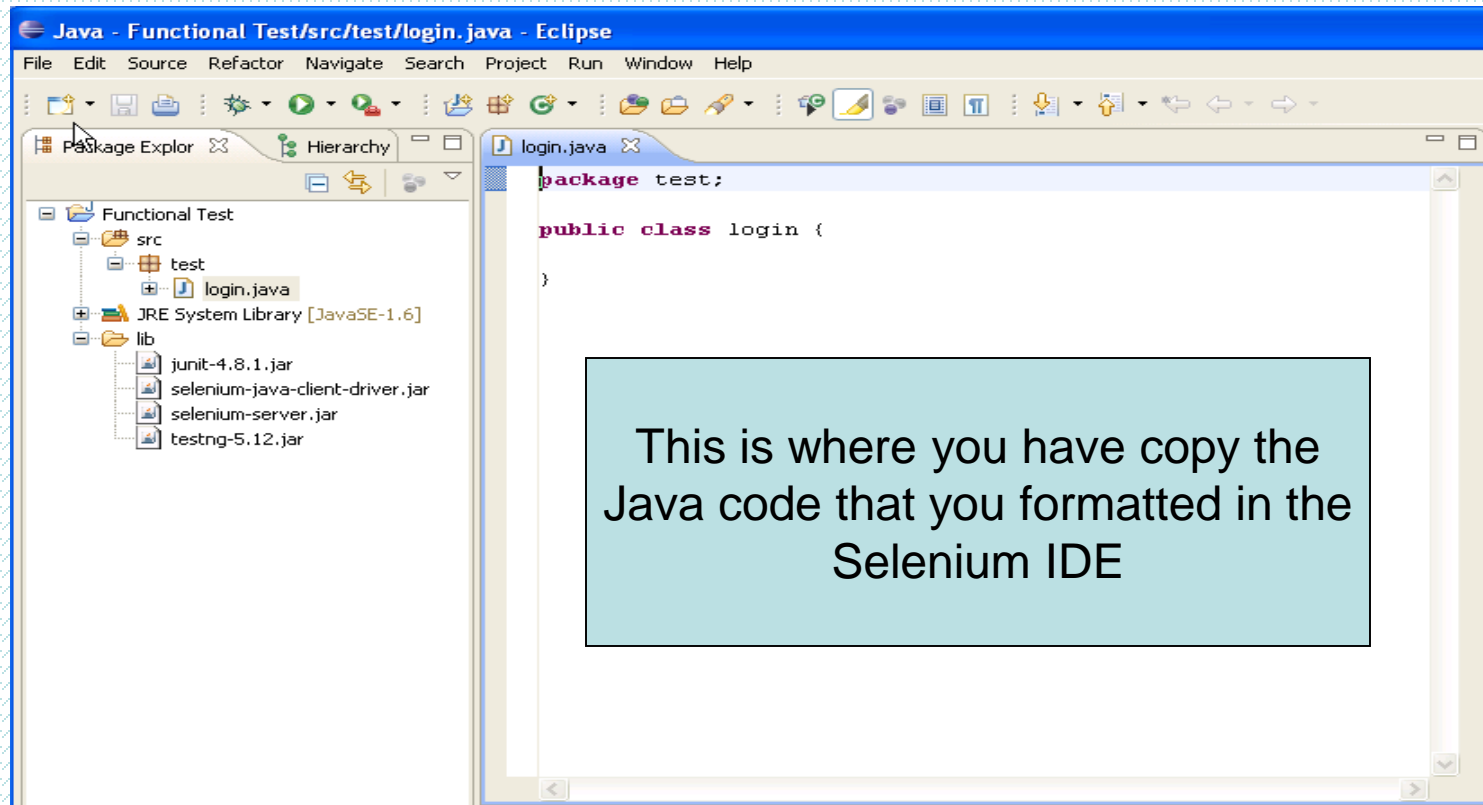 Java - Functional Test/src/test/login.java - Eclipse
File Edit Source Refactor Navigate Search Project Run Window Help
Package Explor Hierarchy
login.java
Functional Test
src
test
login.java
JRE System Library [JavaSE-1.6]
lib
junit-4.8.1.jar
selenium-java-client-driver.jar
selenium-server.jar
testng-5.12.jar
package test;
public class login {
}
This is where you have copy the
Java code that you formatted in the
Selenium IDE